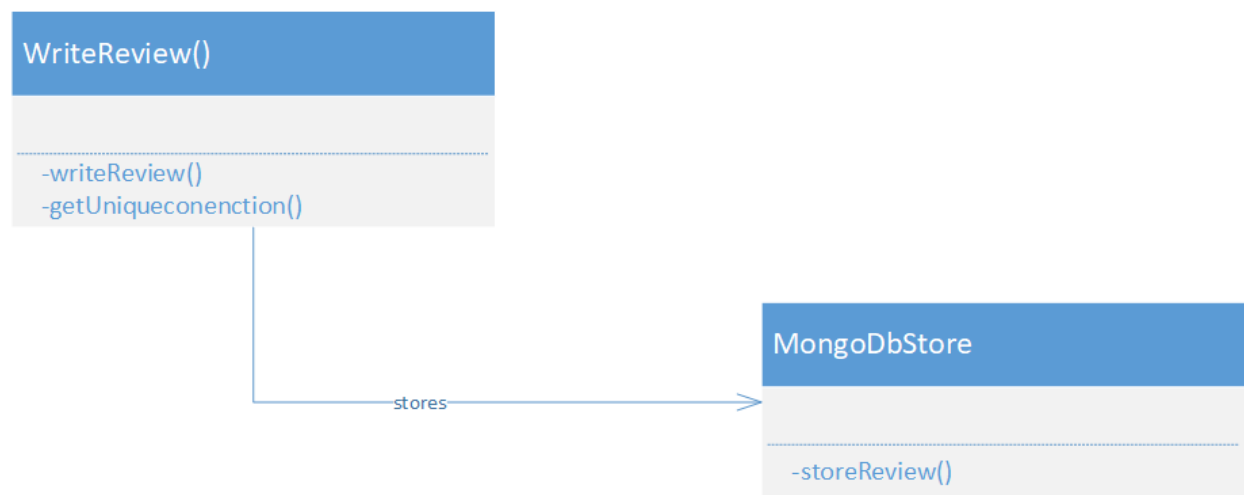 WriteReview()
-writeReview()
-getUniqueconenction()
stores
MongoDbStore
-storeReview()